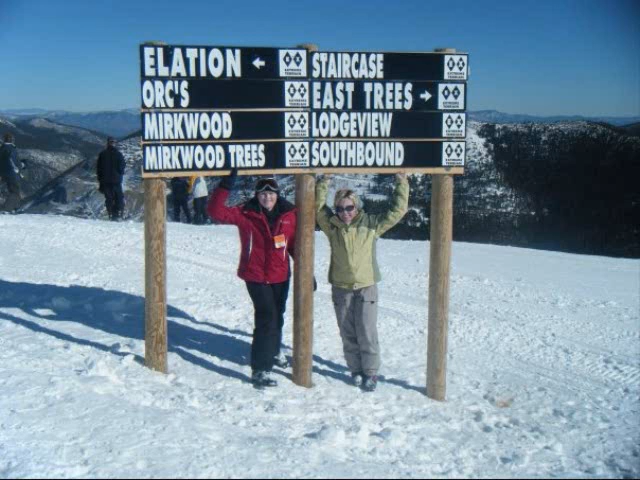 ELATION ←
ORC'S
MIRKWOOD
MIRKWOOD TREES
STAIRCASE
EAST TREES →
LODGEVIEW
SOUTHBOUND